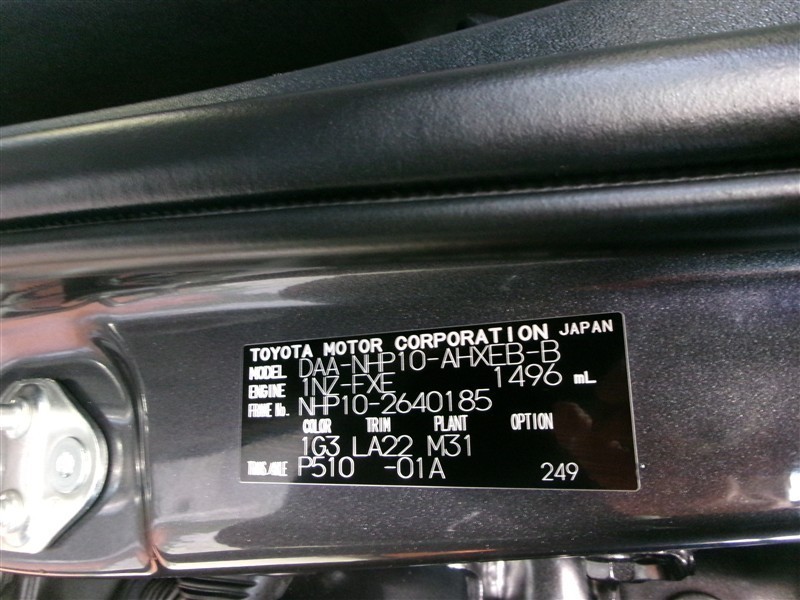 TOYOTA MOTOR CORPORATION JAPAN
MODEL DAA-NHP10-AHXEB-B
ENGINE 1NZ-FXE 1496 mL
FRAME No. NHP10-2640185
COLOR TRIM PLANT OPTION
1G3 LA22 M31
TRANS/AXLE P510 -01A 249